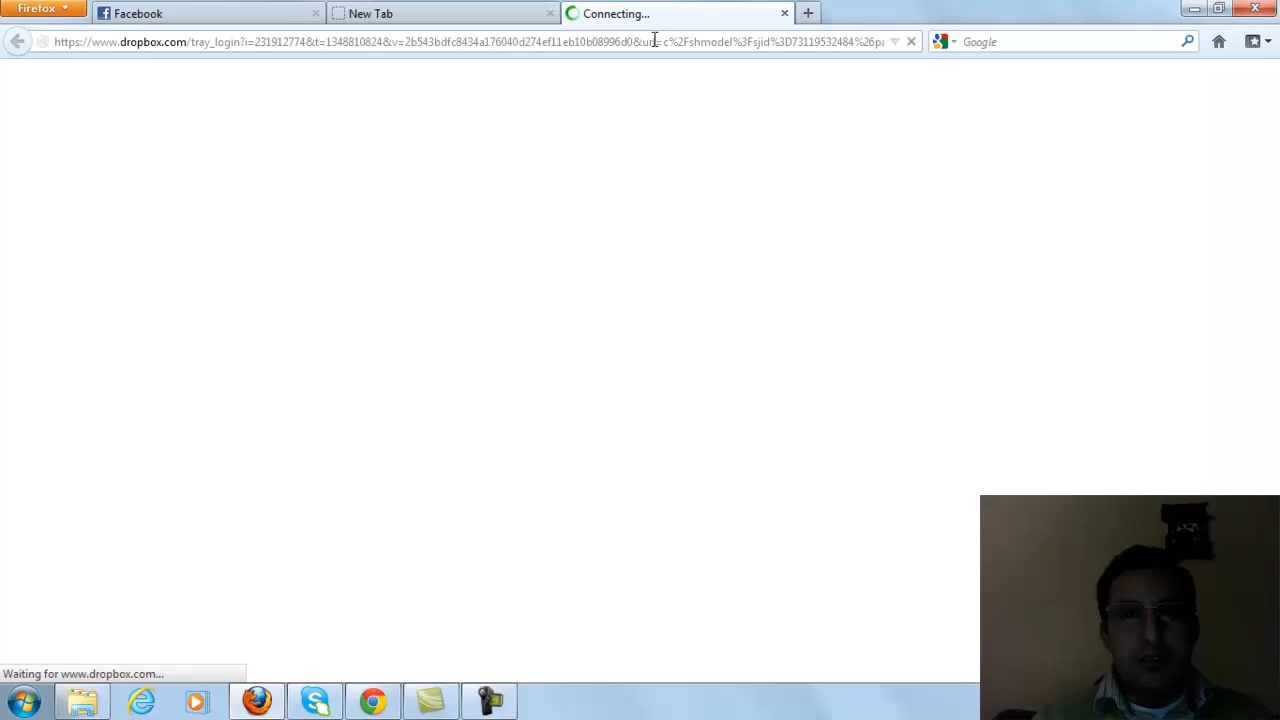 Firefox
Facebook
New Tab
Connecting...
https://www.dropbox.com/tray_login?i=231912774&t=1348810824&v=2b543bdfc8434a176040d274ef11eb10b08996d0&url=c%2Fshmodel%3Fsjid%3D73119532484%26pa
Google
Waiting for www.dropbox.com...